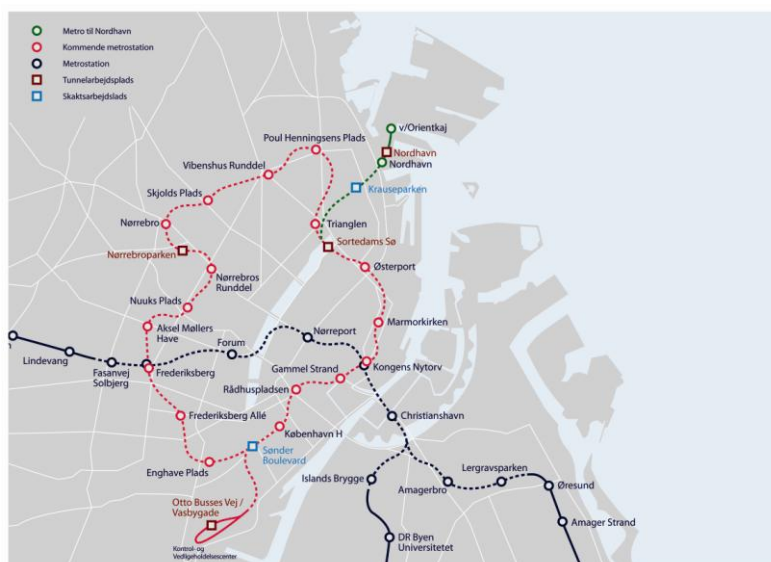 Metro til Nordhavn
Kommende metrostation
Metrostation
Tunnelarbejdsplads
Skaktsarbejdslads
v/Orientkaj
Poul Henningsens Plads
Nordhavn
Nordhavn
Vibenshus Runddel
Krauseparken
Skjolds Plads
Nørrebro
Trianglen
Sortedams Sø
Nørrebroparken
Østerport
Nørrebros
Runddel
Nuuks Plads
Marmorkirken
Aksel Møllers
Have
Nørreport
Forum
Lindevang
Fasanvej
Solbjerg
Frederiksberg
Gammel Strand
Kongens Nytorv
Rådhuspladsen
Frederiksberg Allé
Christianshavn
København H
Sønder
Boulevard
Enghave Plads
Islands Brygge
Lergravsparken
Amagerbro
Øresund
Otto Busses Vej /
Vasbygade
Amager Strand
DR Byen
Universitetet
Kontrol- og
Vedligeholdelsescenter